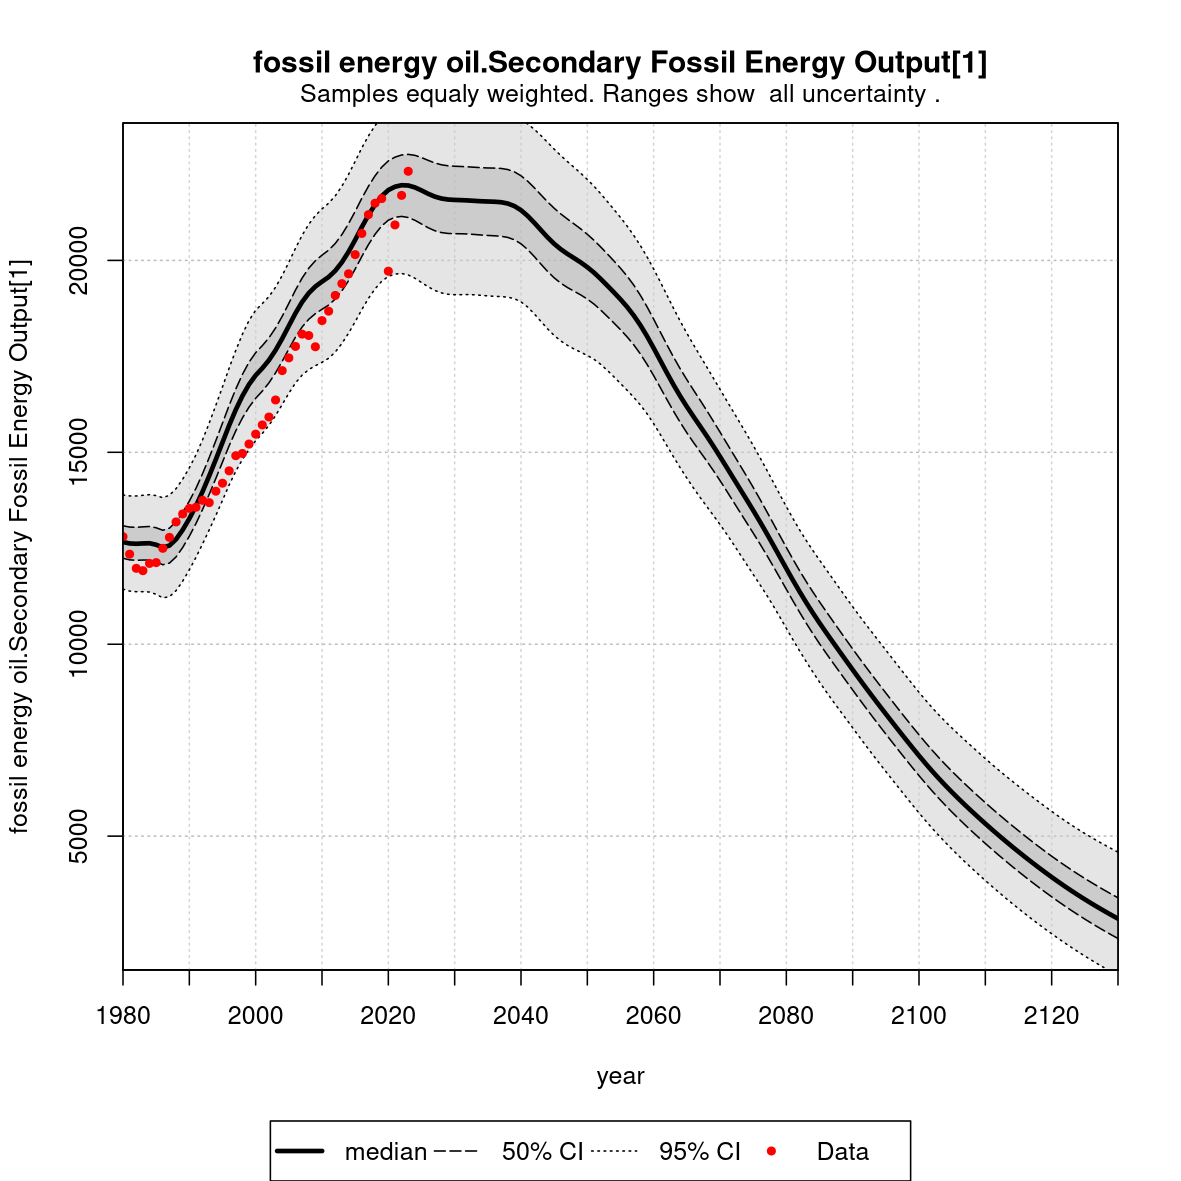 fossil energy oil.Secondary Fossil Energy Output[1]
Samples equaly weighted. Ranges show  all uncertainty .
fossil energy oil.Secondary Fossil Energy Output[1]
20000
15000
10000
5000
1980 2000 2020 2040 2060 2080 2100 2120
year
median 50% CI 95% CI Data